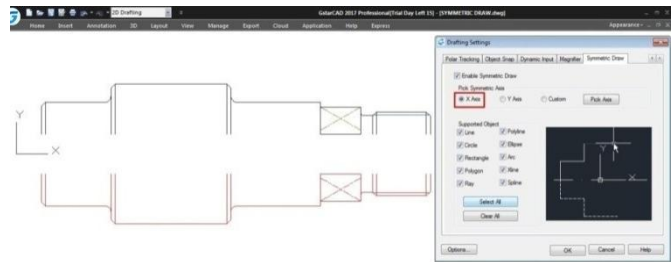 2D Drafting
GstarCAD 2017 Professional(Trial Day Left 15) - [SYMMETRIC DRAW.dwg]
Home Insert Annotation 3D Layout View Manage Export Cloud Application Help Express
Appearance
Drafting Settings
Polar Tracking Object Snap Dynamic Input Magnifier Symmetric Draw
Enable Symmetric Draw
Pick Symmetric Axis
X Axis Y Axis Custom Pick Axis
Supported Object
Line Polyline
Circle Ellipse
Rectangle Arc
Polygon Xline
Ray Spline
Select All
Clear All
Y
X
Y
X
Options... OK Cancel Help